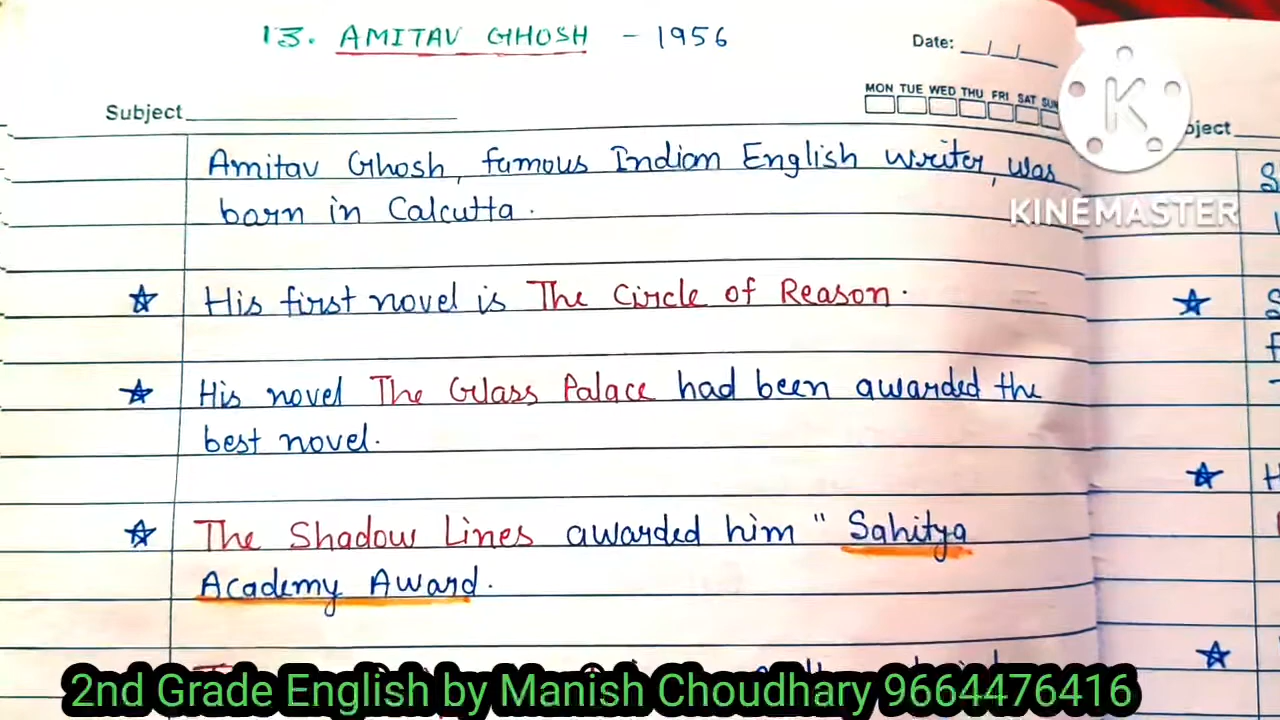 13. AMITAV GHOSH - 1956
Date: __/__/__
MON TUE WED THU FRI SAT SUN
Subject
Amitav Ghosh, famous Indian English writer, was
born in Calcutta.
☆ His first novel is The Circle of Reason.
☆ His novel The Glass Palace had been awarded the
best novel.
☆ The Shadow Lines awarded him " Sahitya
Academy Award.
KINEMASTER
2nd Grade English by Manish Choudhary 9664476416